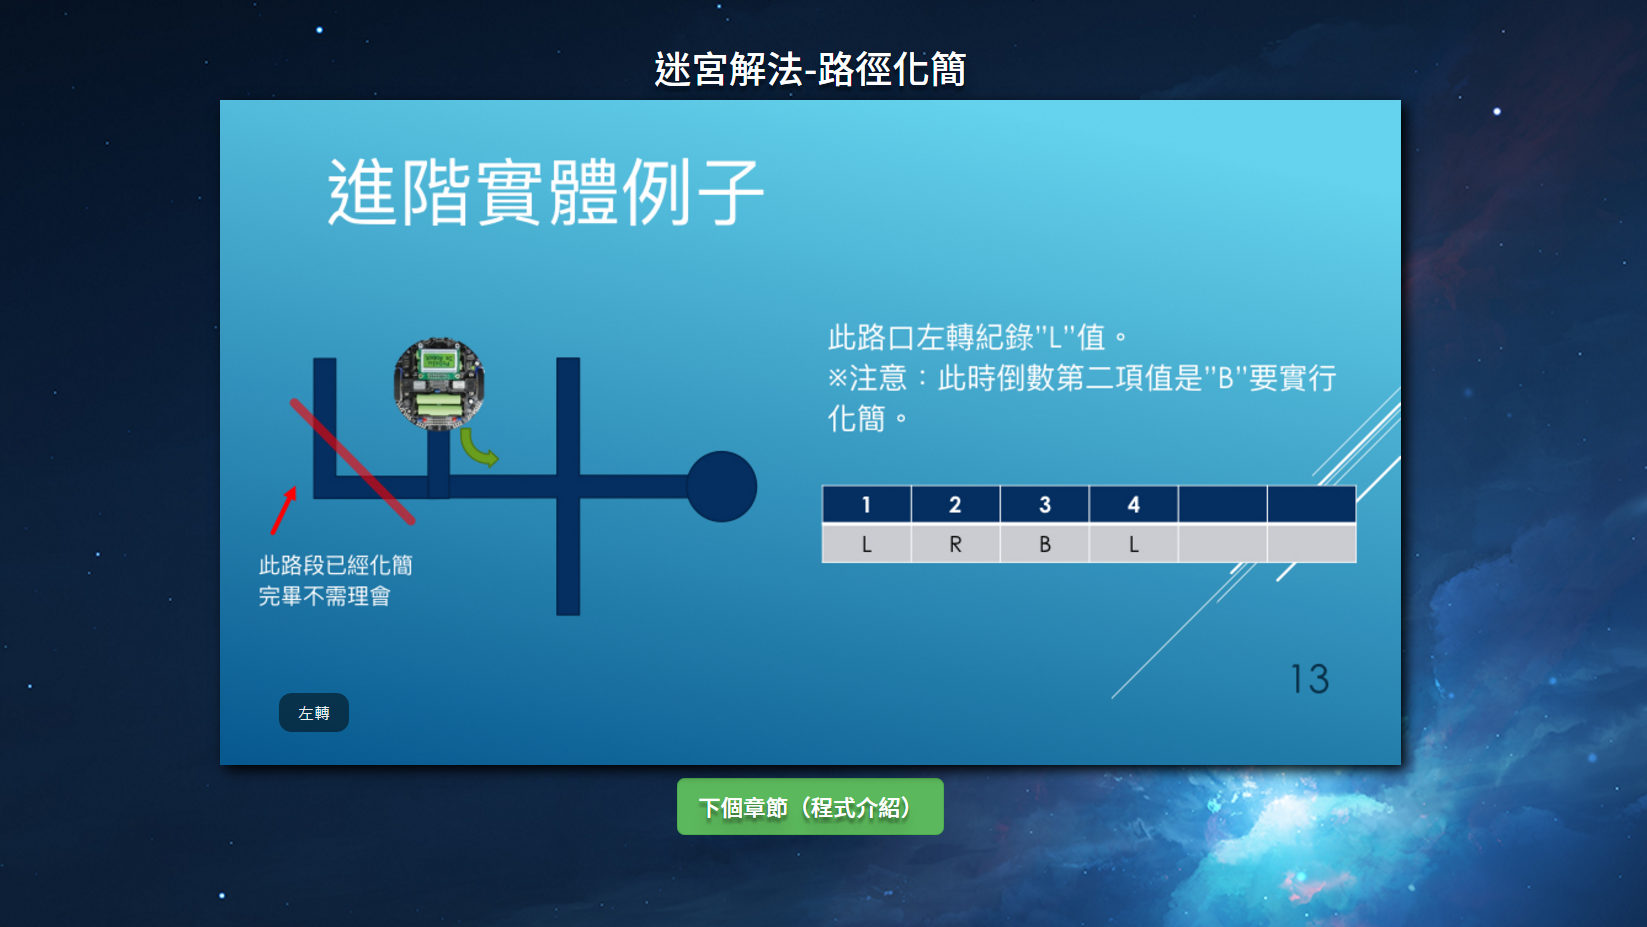 迷宮解法-路徑化簡
進階實體例子
此路口左轉紀錄”L”值。
※注意：此時倒數第二項值是”B”要實行
化簡。
1 2 3 4
L R B L
此路段已經化簡
完畢不需理會
13
左轉
下個章節（程式介紹）